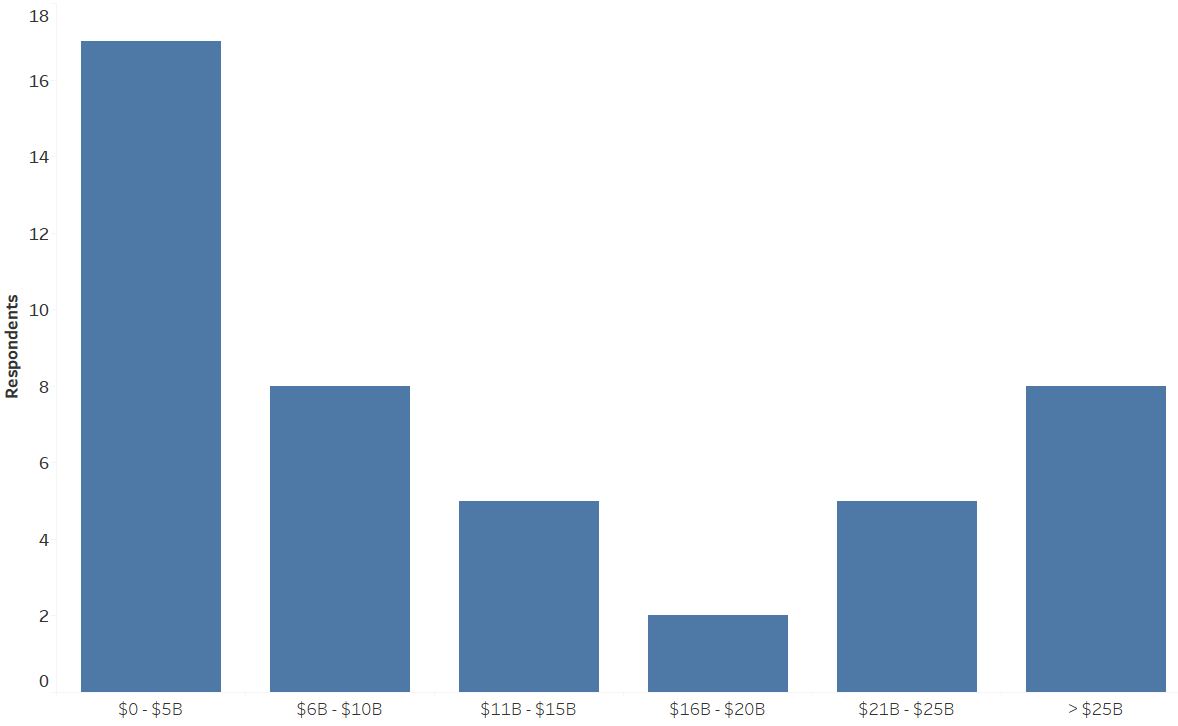 18
16
14
12
10
8
6
4
2
0
Respondents
$0 - $5B
$6B - $10B
$11B - $15B
$16B - $20B
$21B - $25B
> $25B